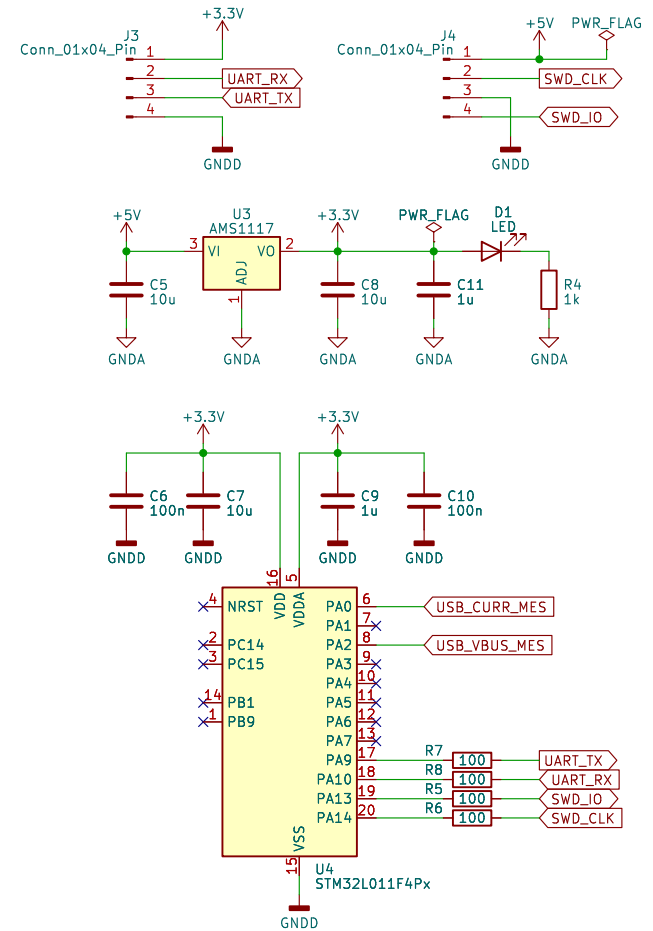 J3
Conn_01x04_Pin
+3.3V
1
2
3
4
UART_RX
UART_TX
GNDD
J4
Conn_01x04_Pin
+5V
PWR_FLAG
1
2
3
4
SWD_CLK
SWD_IO
GNDD
+5V
U3
AMS1117
3
VI
VO
2
ADJ
1
+3.3V
PWR_FLAG
D1
LED
C5
10u
C8
10u
C11
1u
R4
1k
GNDA
GNDA
GNDA
GNDA
GNDA
+3.3V
+3.3V
C6
100n
C7
10u
C9
1u
C10
100n
GNDD
GNDD
GNDD
GNDD
16
5
VDD
VDDA
4
NRST
2
PC14
3
PC15
14
PB1
1
PB9
PA0
6
USB_CURR_MES
PA1
7
PA2
8
USB_VBUS_MES
PA3
9
PA4
10
PA5
11
PA6
12
PA7
13
PA9
17
R7
100
UART_TX
PA10
18
R8
100
UART_RX
PA13
19
R5
100
SWD_IO
PA14
20
R6
100
SWD_CLK
VSS
15
U4
STM32L011F4Px
GNDD